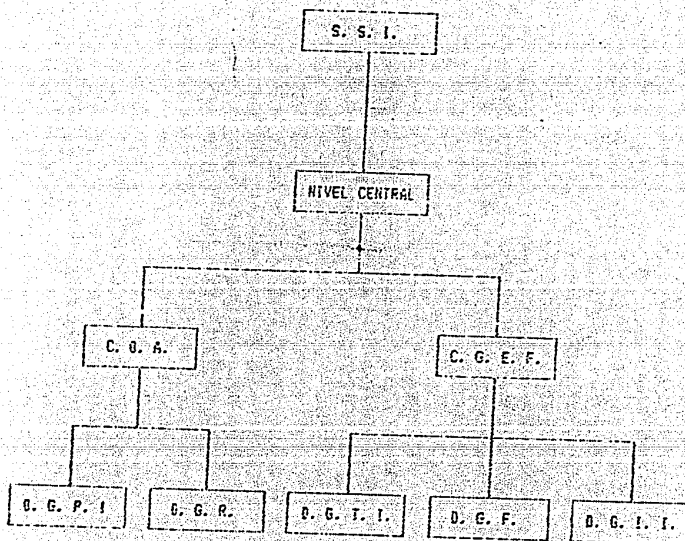 S. S. I.
NIVEL CENTRAL
C. O. A.
C. G. E. F.
D. G. P. I
D. G. R.
D. G. T. I.
D. G. F.
D. G. I. I.